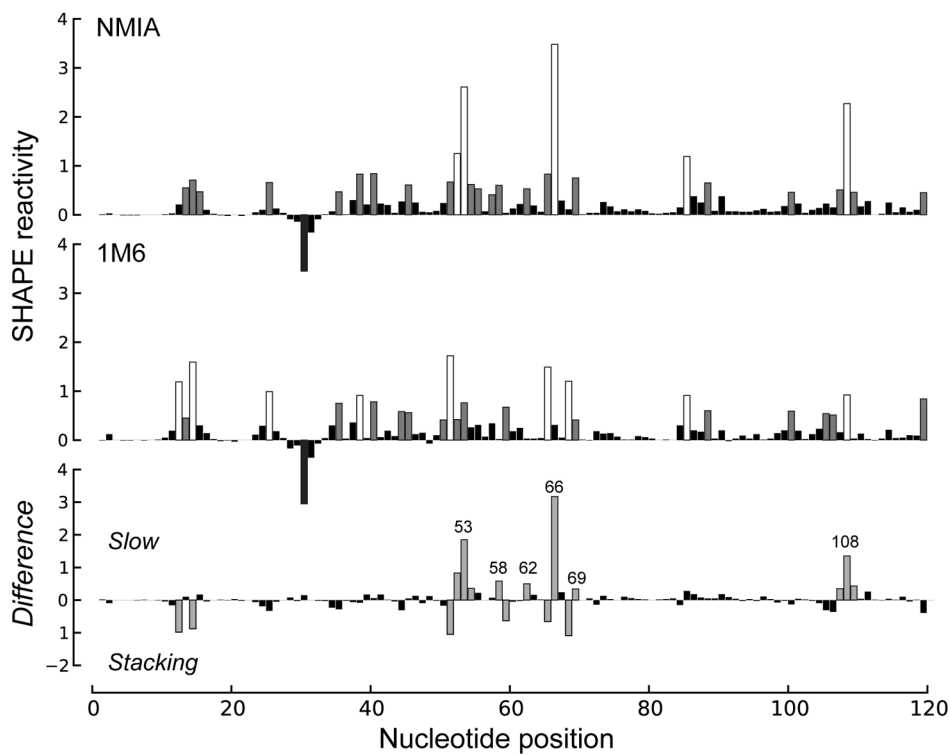 NMIA
4
3
2
1
0
1M6
4
3
2
1
0
SHAPE reactivity
4
3
2
1
0
1
−2
Difference
Slow
Stacking
53
58
62
66
69
108
0 20 40 60 80 100 120
Nucleotide position